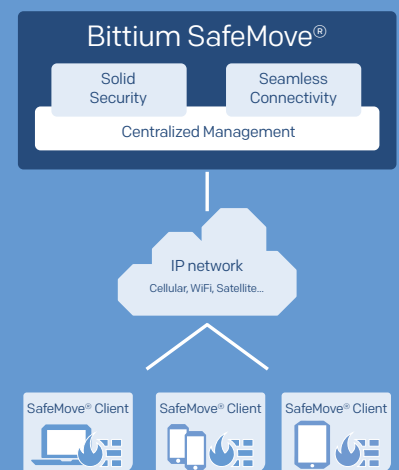 Bittium SafeMove®
Solid
Security
Seamless
Connectivity
Centralized Management
IP network
Cellular, WiFi, Satellite...
SafeMove® Client
SafeMove® Client
SafeMove® Client